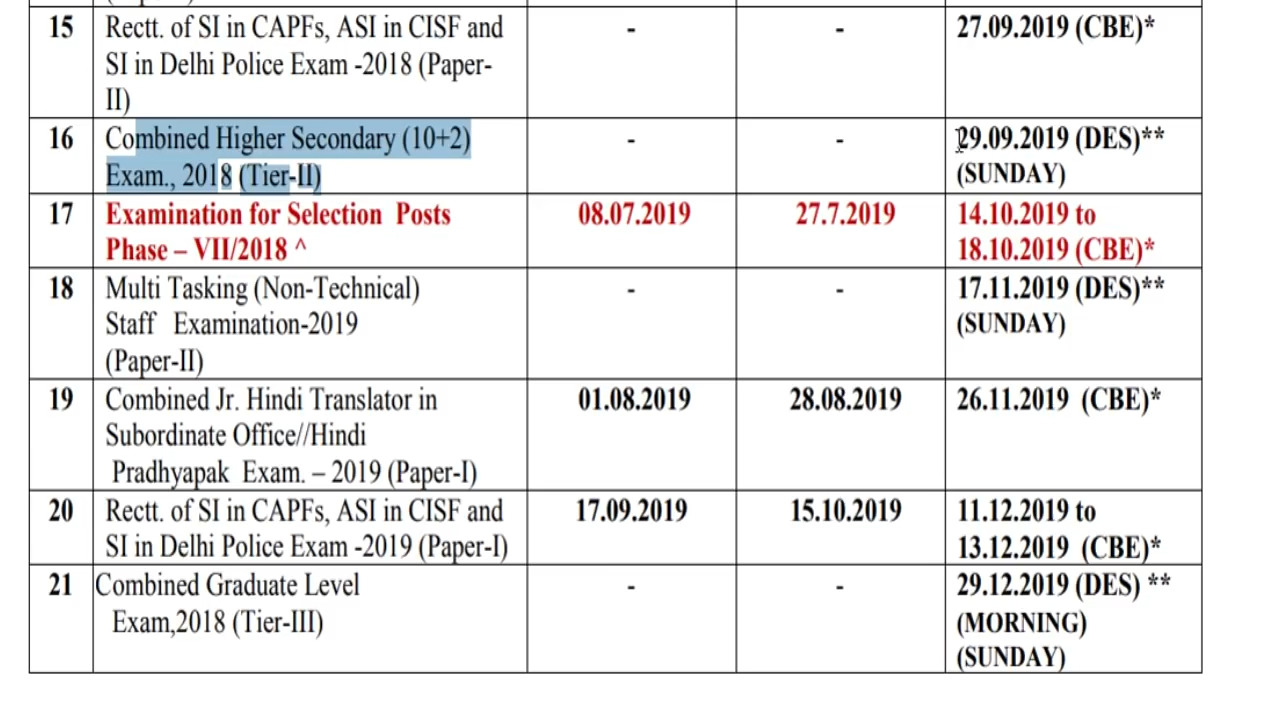 15 Rectt. of SI in CAPFs, ASI in CISF and - - 27.09.2019 (CBE)*
SI in Delhi Police Exam -2018 (Paper-
II)
16 Combined Higher Secondary (10+2) - - 29.09.2019 (DES)**
Exam., 2018 (Tier-II) (SUNDAY)
17 Examination for Selection Posts 08.07.2019 27.7.2019 14.10.2019 to
Phase – VII/2018 ^ 18.10.2019 (CBE)*
18 Multi Tasking (Non-Technical) - - 17.11.2019 (DES)**
Staff Examination-2019 (SUNDAY)
(Paper-II)
19 Combined Jr. Hindi Translator in 01.08.2019 28.08.2019 26.11.2019 (CBE)*
Subordinate Office//Hindi
Pradhyapak Exam. – 2019 (Paper-I)
20 Rectt. of SI in CAPFs, ASI in CISF and 17.09.2019 15.10.2019 11.12.2019 to
SI in Delhi Police Exam -2019 (Paper-I) 13.12.2019 (CBE)*
21 Combined Graduate Level - - 29.12.2019 (DES) **
Exam,2018 (Tier-III) (MORNING)
(SUNDAY)